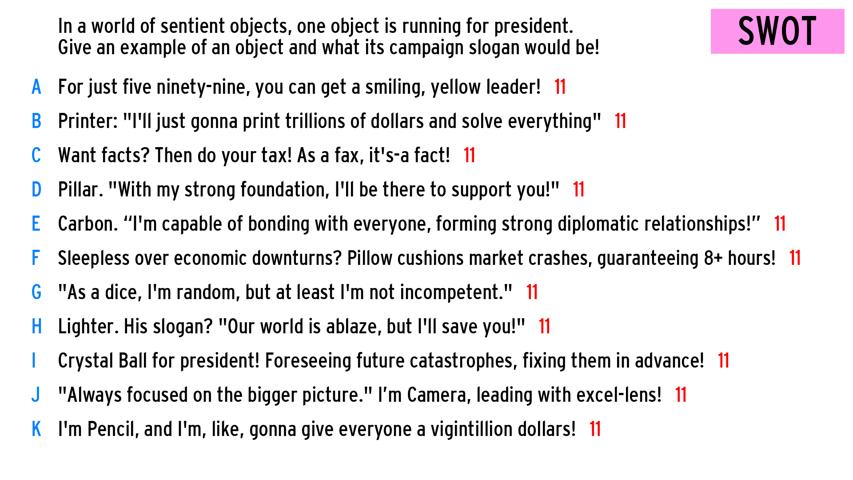 In a world of sentient objects, one object is running for president.
Give an example of an object and what its campaign slogan would be!
SWOT
A For just five ninety-nine, you can get a smiling, yellow leader! 11
B Printer: "I'll just gonna print trillions of dollars and solve everything" 11
C Want facts? Then do your tax! As a fax, it's-a fact! 11
D Pillar. "With my strong foundation, I'll be there to support you!" 11
E Carbon. “I'm capable of bonding with everyone, forming strong diplomatic relationships!” 11
F Sleepless over economic downturns? Pillow cushions market crashes, guaranteeing 8+ hours! 11
G "As a dice, I'm random, but at least I'm not incompetent." 11
H Lighter. His slogan? "Our world is ablaze, but I'll save you!" 11
I Crystal Ball for president! Foreseeing future catastrophes, fixing them in advance! 11
J "Always focused on the bigger picture." I’m Camera, leading with excel-lens! 11
K I'm Pencil, and I'm, like, gonna give everyone a vigintillion dollars! 11